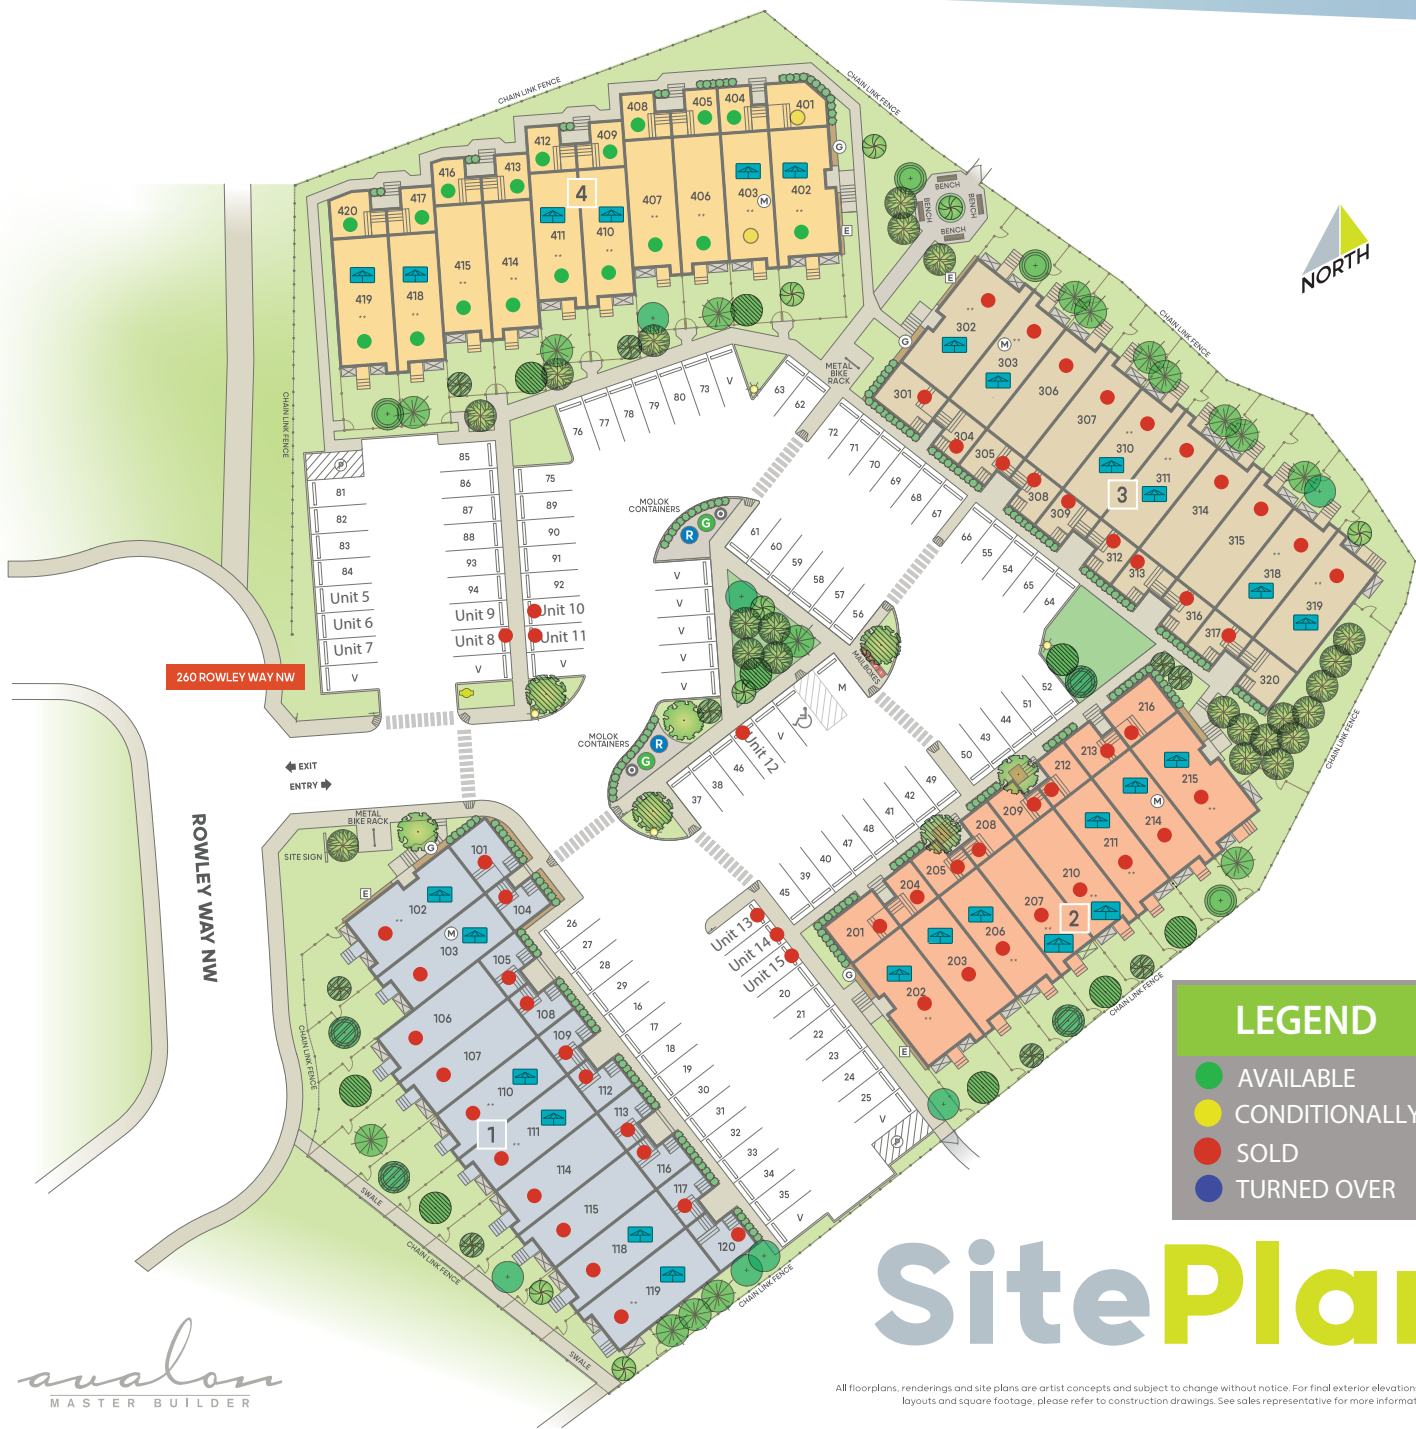 CHAIN LINK FENCE
CHAIN LINK FENCE
408
405
404
401
412
409
416
413
420
417
4
407
406
403
M
402
G
E
411
410
415
414
419
418
BENCH
BENCH
BENCH
BENCH
NORTH
E
302
G
M
303
CHAIN LINK FENCE
METAL
BIKE
RACK
301
306
307
304
305
310
311
3
308
309
314
315
312
313
318
316
317
319
320
CHAIN LINK FENCE
CHAIN LINK FENCE
V
73
80
79
78
77
76
63
62
72
71
70
69
68
67
66
55
54
65
64
P
81
82
83
84
Unit 5
Unit 6
Unit 7
V
85
86
87
88
93
94
Unit 9
Unit 8
V
75
89
90
91
92
Unit 10
Unit 11
V
MOLOK
CONTAINERS
R
G
O
V
V
V
V
V
61
60
59
58
57
56
MAILBOXES
260 ROWLEY WAY NW
MOLOK
CONTAINERS
R
G
O
M
V
Unit 12
46
38
37
52
51
44
43
50
49
42
41
48
47
40
39
45
EXIT
ENTRY
ROWLEY WAY NW
METAL
BIKE RACK
SITE SIGN
G
E
101
102
104
M
103
105
106
108
109
107
110
112
113
1
111
114
116
117
115
118
120
119
216
213
215
212
M
214
209
211
208
210
205
204
207
2
201
206
203
G
202
E
26
27
28
29
16
17
18
19
30
31
32
33
34
35
V
Unit 13
Unit 14
Unit 15
20
21
22
23
24
25
V
P
CHAIN LINK FENCE
CHAIN LINK FENCE
SWALE
CHAIN LINK FENCE
SWALE
CHAIN LINK FENCE
LEGEND
AVAILABLE
CONDITIONALLY
SOLD
TURNED OVER
SitePla
avalon
MASTER BUILDER
All floorplans, renderings and site plans are artist concepts and subject to change without notice. For final exterior elevation
layouts and square footage, please refer to construction drawings. See sales representative for more informat